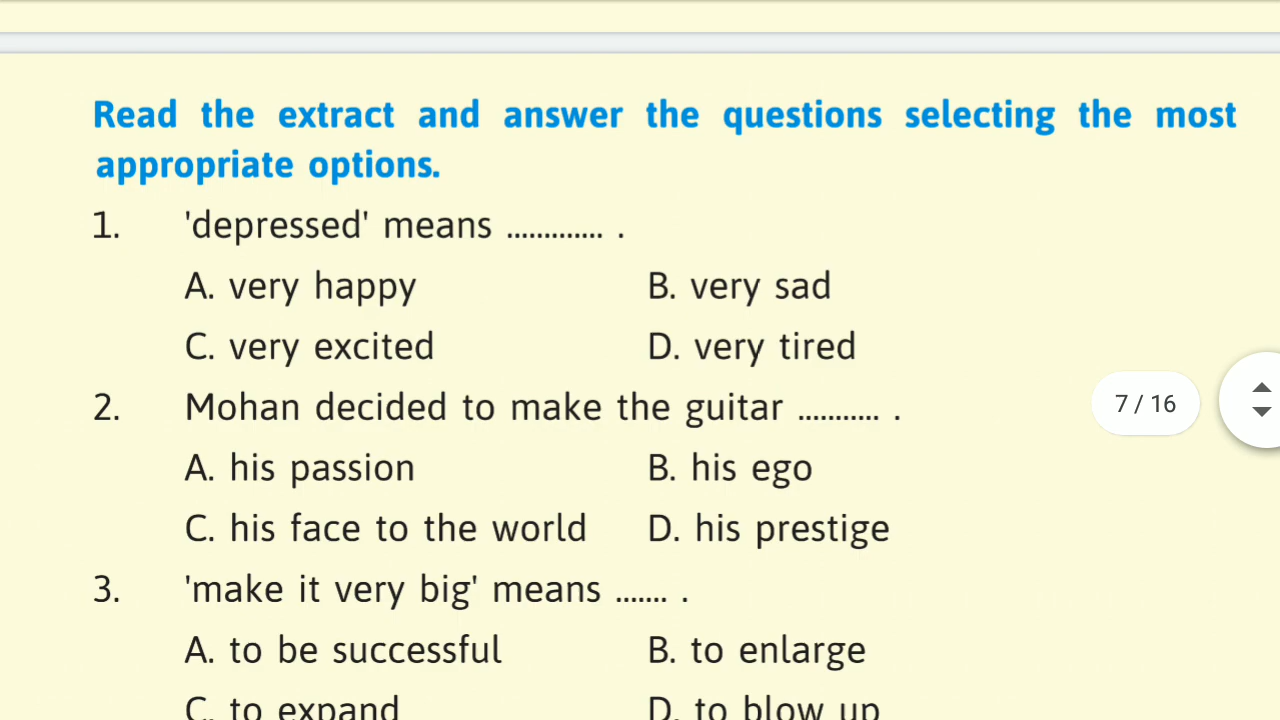 Read the extract and answer the questions selecting the most
appropriate options.
1. 'depressed' means ............. .
A. very happy B. very sad
C. very excited D. very tired
2. Mohan decided to make the guitar ........... .
7 / 16
A. his passion B. his ego
C. his face to the world D. his prestige
3. 'make it very big' means ....... .
A. to be successful B. to enlarge
C. to expand D. to blow up